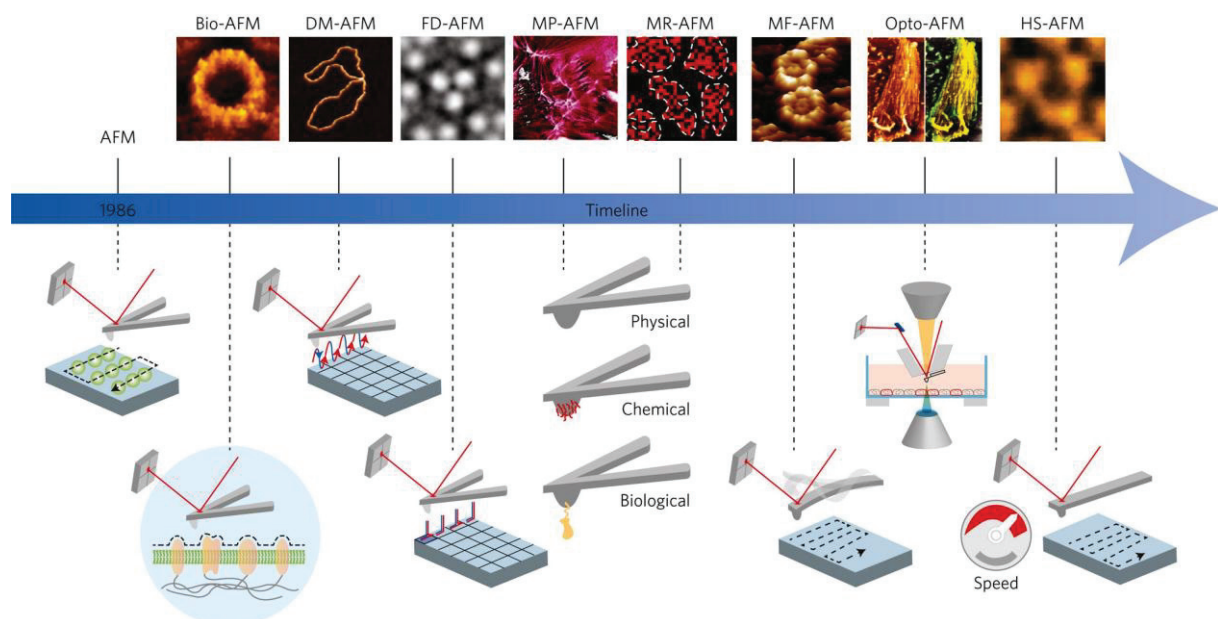 Bio-AFM
DM-AFM
FD-AFM
MP-AFM
MR-AFM
MF-AFM
Opto-AFM
HS-AFM
AFM
1986
Timeline
Physical
Chemical
Biological
Speed